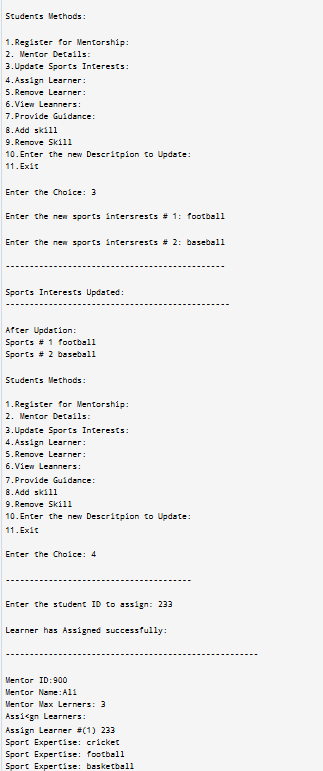 Students Methods:
1.Register for Mentorship:
2. Mentor Details:
3.Update Sports Interests:
4.Assign Learner:
5.Remove Learner:
6.View Leanners:
7.Provide Guidance:
8.Add skill
9.Remove Skill
10.Enter the new Descritpion to Update:
11.Exit
Enter the Choice: 3
Enter the new sports intersrests # 1: football
Enter the new sports intersrests # 2: baseball
----------------------------------------------
Sports Interests Updated:
-----------------------------------------------
After Updation:
Sports # 1 football
Sports # 2 baseball
Students Methods:
1.Register for Mentorship:
2. Mentor Details:
3.Update Sports Interests:
4.Assign Learner:
5.Remove Learner:
6.View Leanners:
7.Provide Guidance:
8.Add skill
9.Remove Skill
10.Enter the new Descritpion to Update:
11.Exit
Enter the Choice: 4
---------------------------------------
Enter the student ID to assign: 233
Learner has Assigned successfully:
-----------------------------------------------------
Mentor ID:900
Mentor Name:Ali
Mentor Max Lerners: 3
Assi<gn Learners:
Assign Learner #(1) 233
Sport Expertise: cricket
Sport Expertise: football
Sport Expertise: basketball